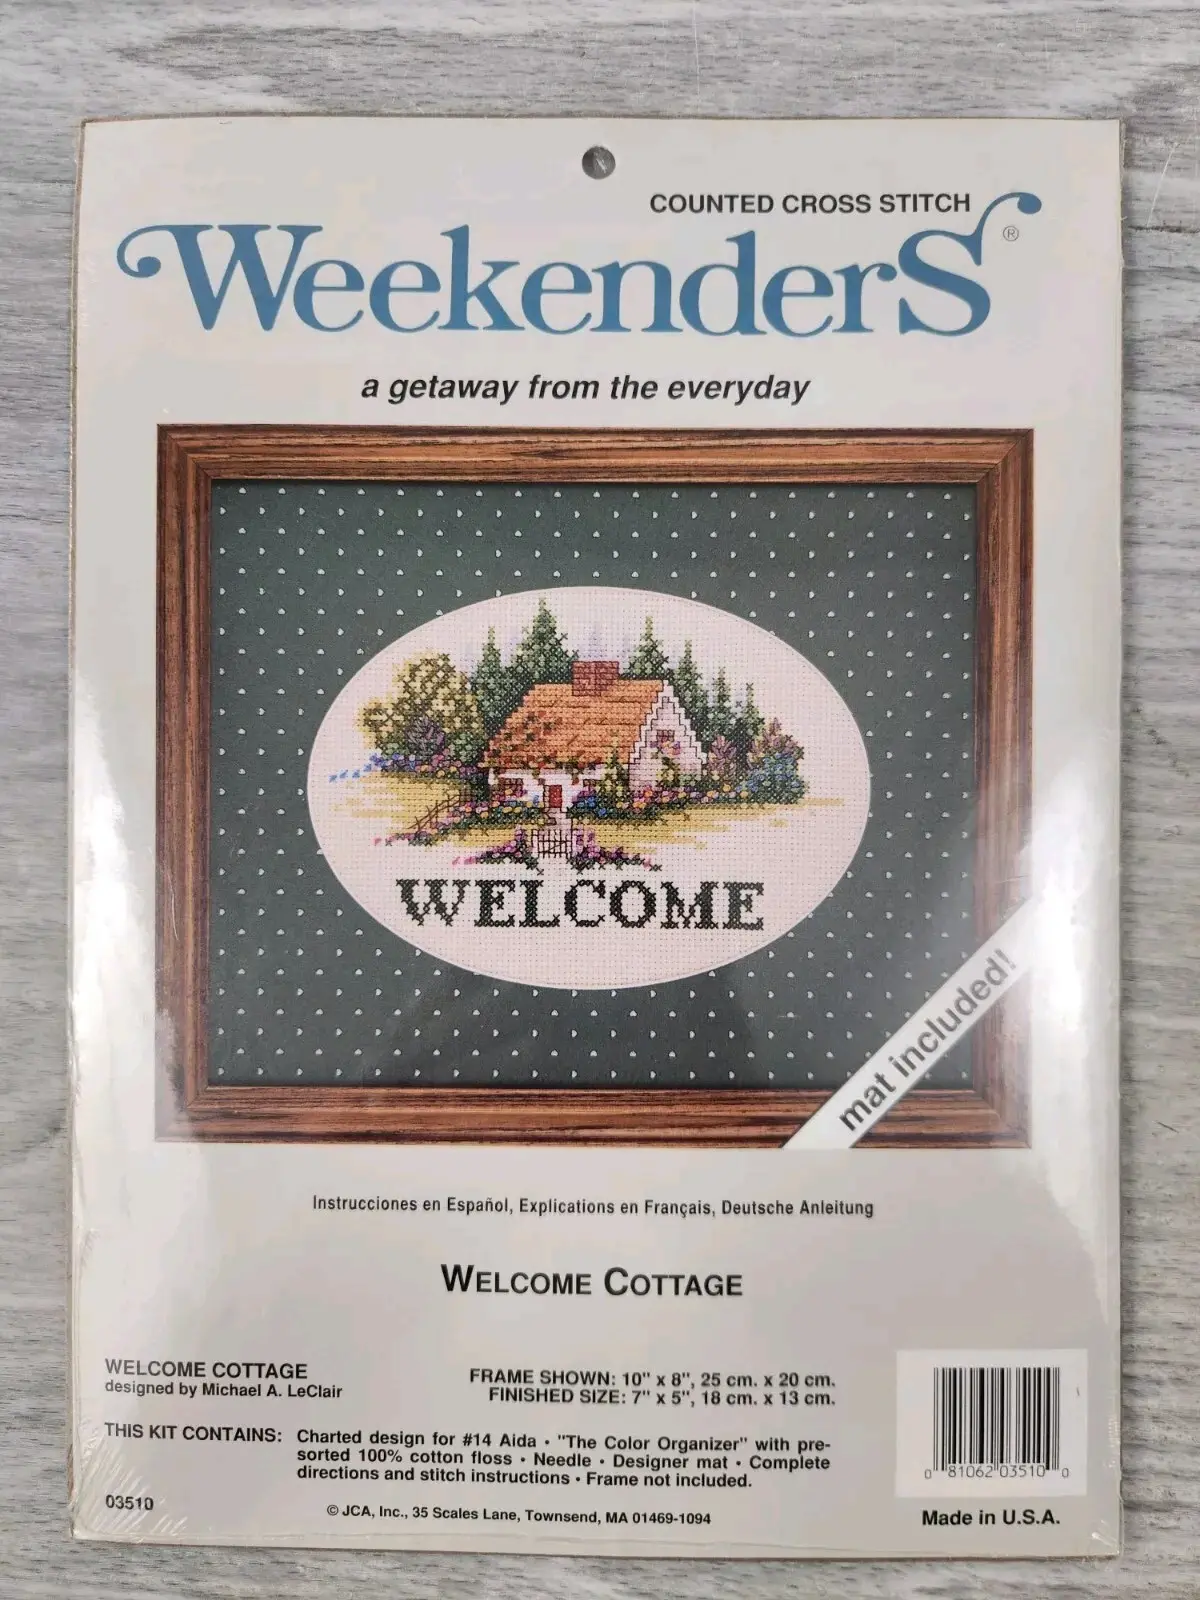 COUNTED CROSS STITCH
Weekenders®
a getaway from the everyday
WELCOME
mat included!
Instrucciones en Español, Explications en Français, Deutsche Anleitung
WELCOME COTTAGE
WELCOME COTTAGE
designed by Michael A. LeClair
FRAME SHOWN: 10" x 8", 25 cm. x 20 cm.
FINISHED SIZE: 7" x 5", 18 cm. x 13 cm.
THIS KIT CONTAINS: Charted design for #14 Aida • "The Color Organizer" with pre-
sorted 100% cotton floss • Needle • Designer mat • Complete
directions and stitch instructions • Frame not included.
03510
© JCA, Inc., 35 Scales Lane, Townsend, MA 01469-1094
0 81062 03510 0
Made in U.S.A.